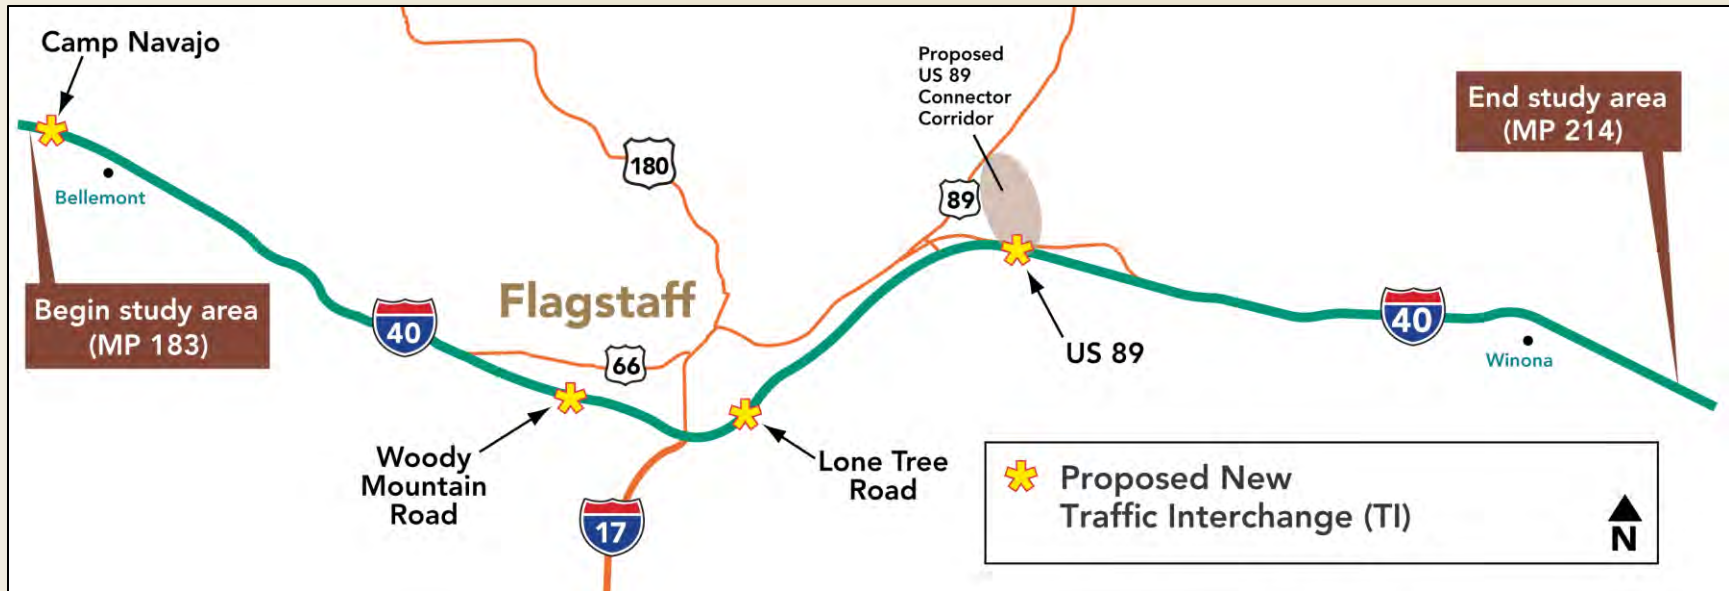 Camp Navajo
Bellemont
Begin study area
(MP 183)
40
Flagstaff
180
66
Woody
Mountain
Road
17
Lone Tree
Road
Proposed
US 89
Connector
Corridor
89
US 89
End study area
(MP 214)
40
Winona
Proposed New
Traffic Interchange (TI)
N